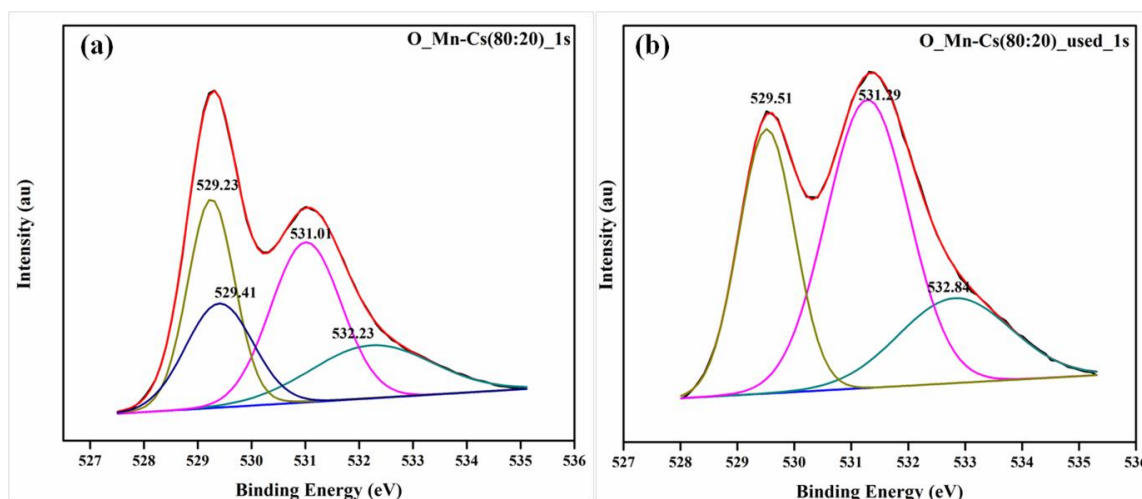 (a)
O_Mn-Cs(80:20)_1s
529.23
531.01
529.41
532.23
Intensity (au)
527 528 529 530 531 532 533 534 535 536
Binding Energy (eV)
(b)
O_Mn-Cs(80:20)_used_1s
529.51
531.29
532.84
Intensity (au)
527 528 529 530 531 532 533 534 535 536
Binding Energy (eV)